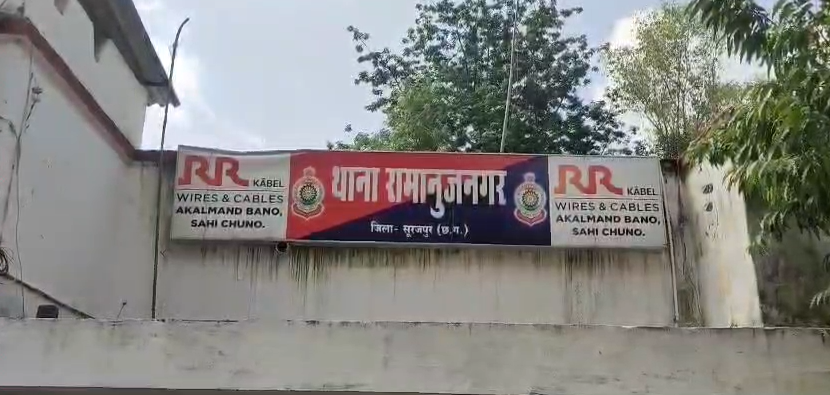 RR KABEL
WIRES & CABLES
AKALMAND BANO,
SAHI CHUNO.
थाना रामानुजनगर
जिला- सूरजपुर (छ.ग.)
RR KABEL
WIRES & CABLES
AKALMAND BANO,
SAHI CHUNO.